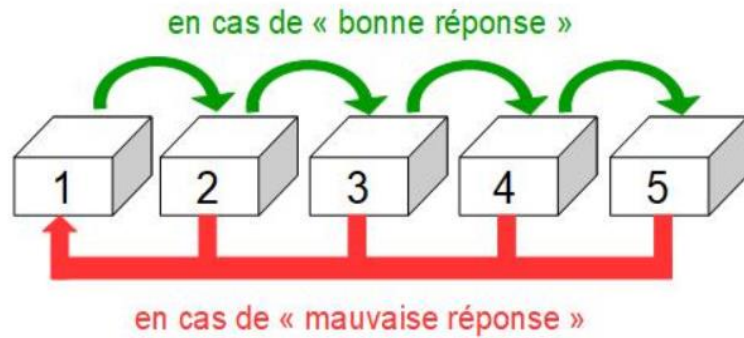 en cas de « bonne réponse »
1 2 3 4 5
en cas de « mauvaise réponse »